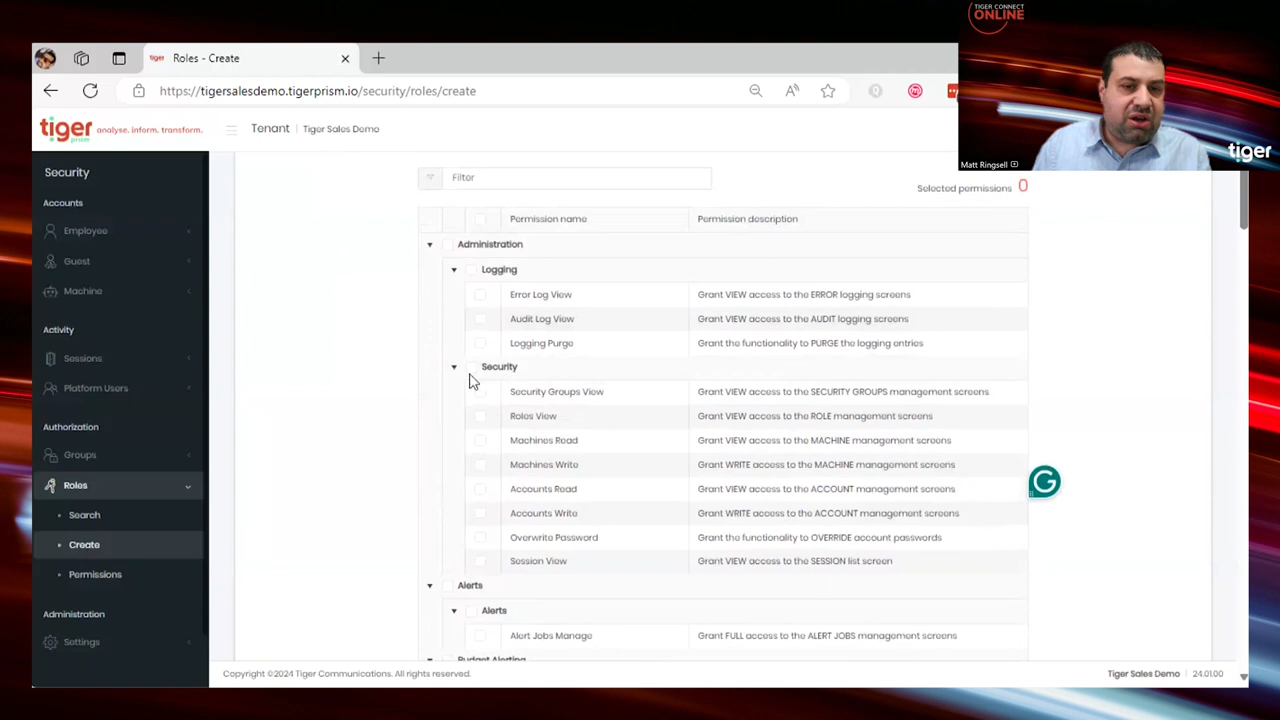 TIGER CONNECT
ONLINE
tiger
Roles - Create
https://tigersalesdemo.tigerprism.io/security/roles/create
tiger analyse. inform. transform.
prism
Tenant
Tiger Sales Demo
Matt Ringsell
tiger
Security
Accounts
Employee
Guest
Machine
Activity
Sessions
Platform Users
Authorization
Groups
Roles
Search
Create
Permissions
Administration
Settings
Filter
Selected permissions 0
Permission name
Permission description
Administration
Logging
Error Log View
Grant VIEW access to the ERROR logging screens
Audit Log View
Grant VIEW access to the AUDIT logging screens
Logging Purge
Grant the functionality to PURGE the logging entries
Security
Security Groups View
Grant VIEW access to the SECURITY GROUPS management screens
Roles View
Grant VIEW access to the ROLE management screens
Machines Read
Grant VIEW access to the MACHINE management screens
Machines Write
Grant WRITE access to the MACHINE management screens
Accounts Read
Grant VIEW access to the ACCOUNT management screens
Accounts Write
Grant WRITE access to the ACCOUNT management screens
Overwrite Password
Grant the functionality to OVERRIDE account passwords
Session View
Grant VIEW access to the SESSION list screen
Alerts
Alerts
Alert Jobs Manage
Grant FULL access to the ALERT JOBS management screens
Budget Alerting
Copyright ©2024 Tiger Communications. All rights reserved.
Tiger Sales Demo
24.01.00